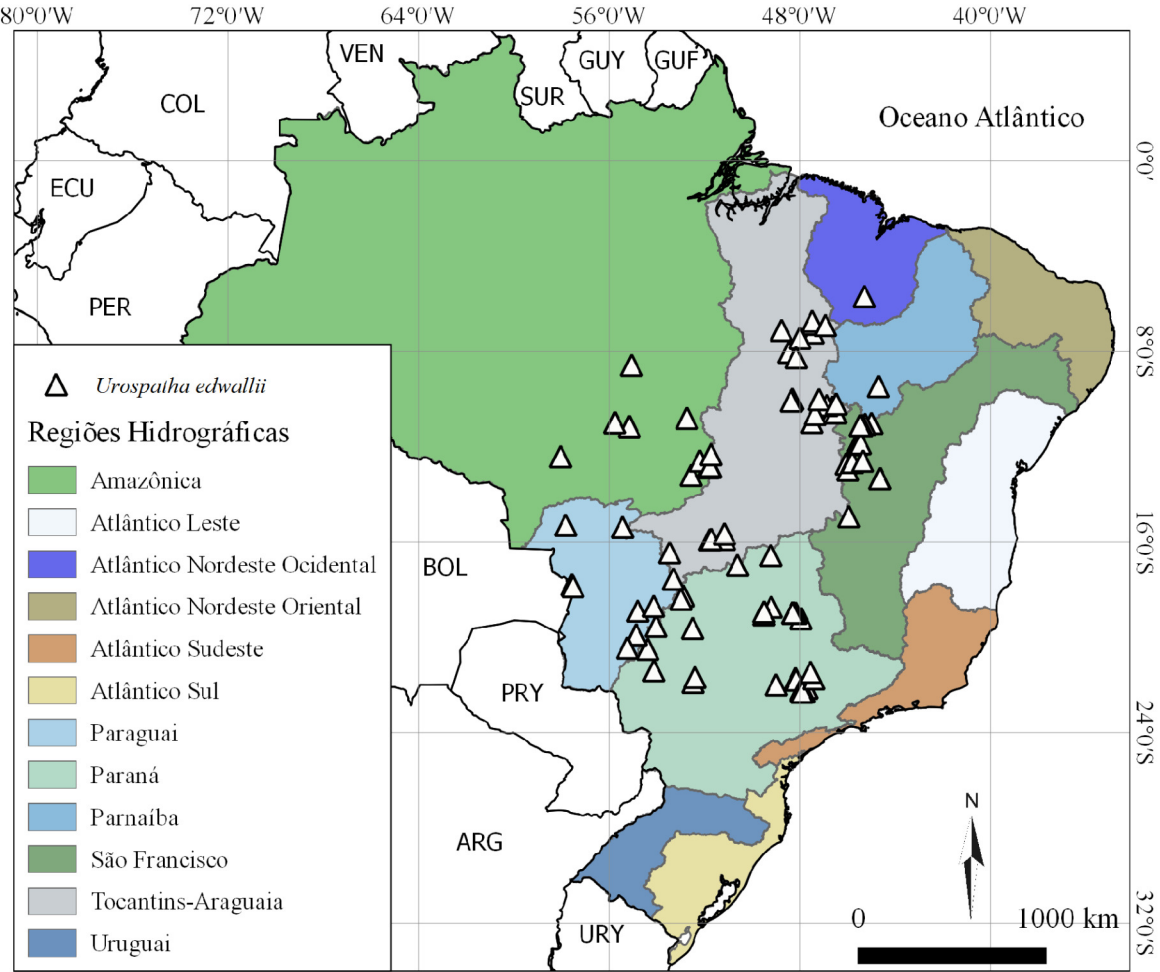 80°0'W 72°0'W 64°0'W 56°0'W 48°0'W 40°0'W
VEN
GUY
GUF
COL
SUR
Oceano Atlântico
0°0'
ECU
PER
8°0'S
Urospatha edwallii
Regiões Hidrográficas
Amazônica
Atlântico Leste
16°0'S
Atlântico Nordeste Ocidental
BOL
Atlântico Nordeste Oriental
Atlântico Sudeste
Atlântico Sul
PRY
Paraguai
24°0'S
Paraná
Parnaíba
N
ARG
São Francisco
Tocantins-Araguaia
0 1000 km
32°0'S
Uruguai
URY